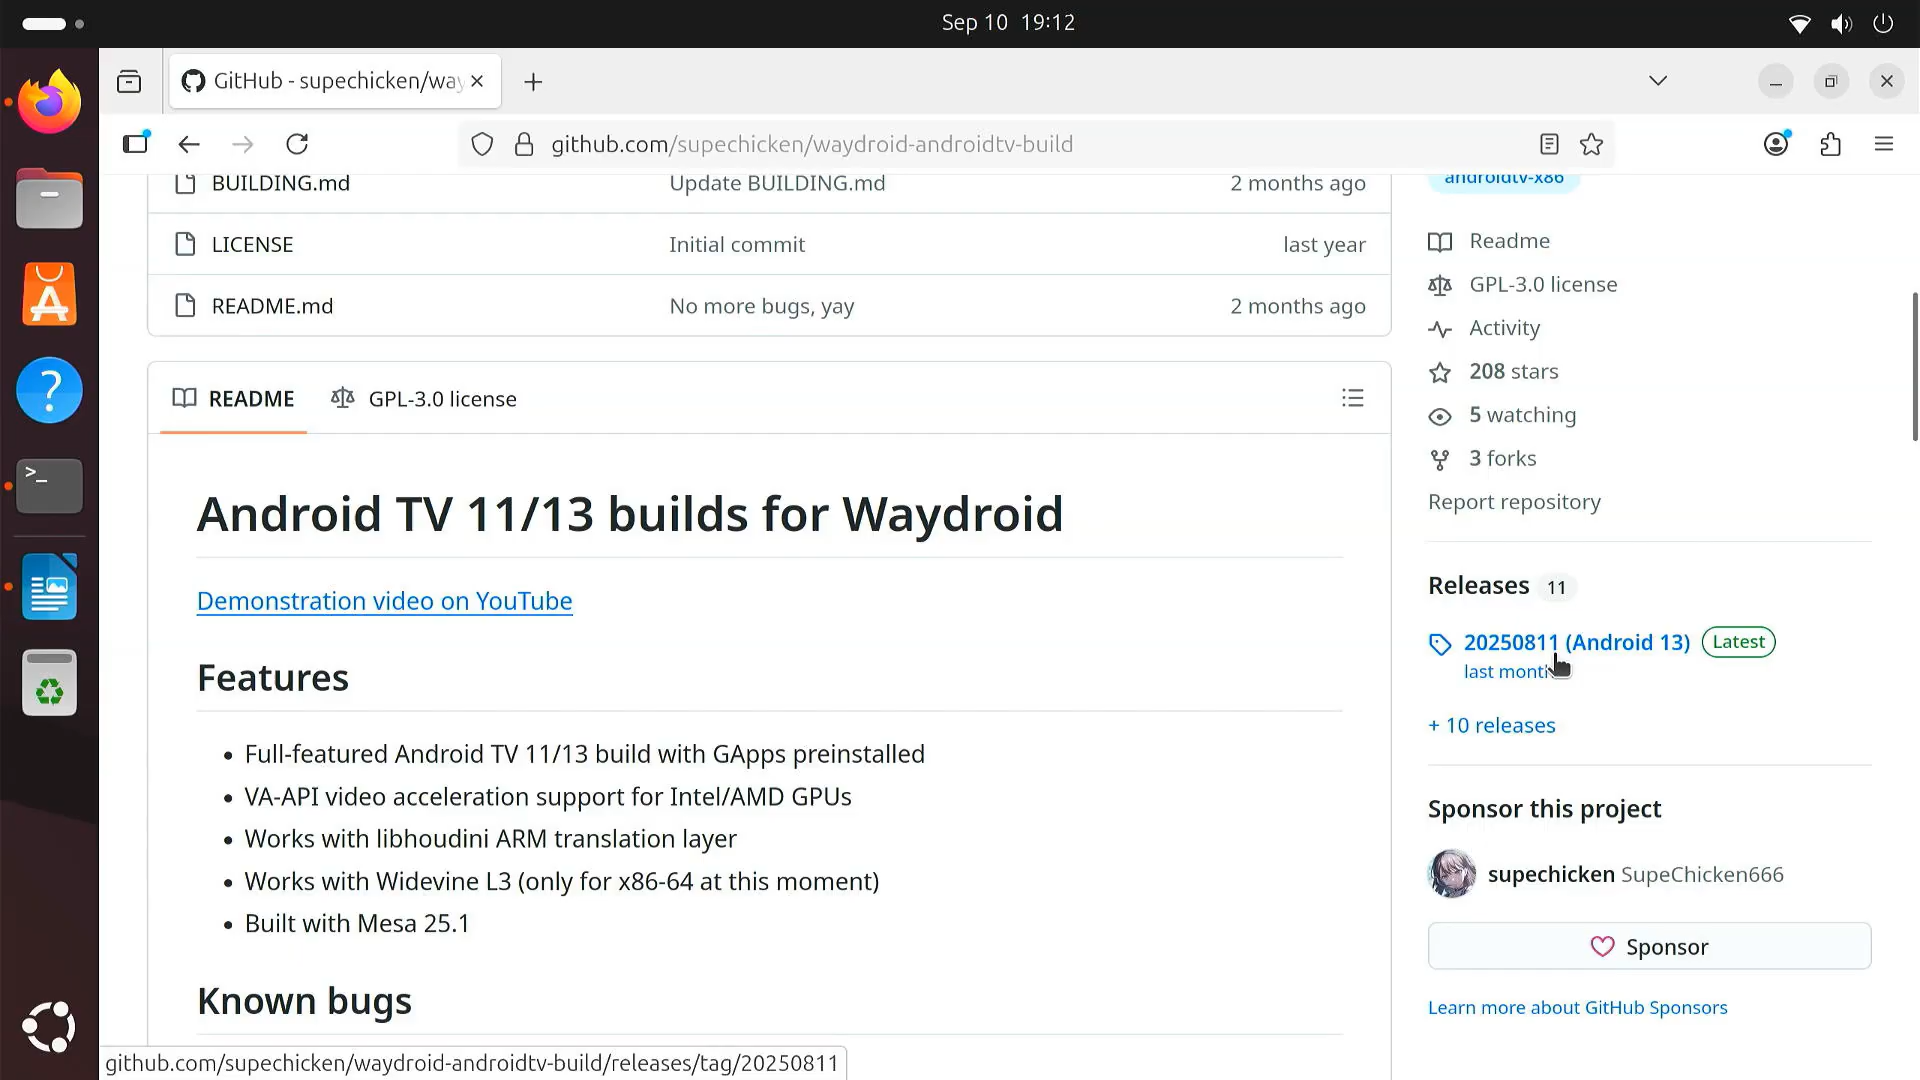 Sep 10 19:12
GitHub - supechicken/way
github.com/supechicken/waydroid-androidtv-build
BUILDING.md Update BUILDING.md 2 months ago
LICENSE Initial commit last year
README.md No more bugs, yay 2 months ago
README GPL-3.0 license
Android TV 11/13 builds for Waydroid
Demonstration video on YouTube
Features
• Full-featured Android TV 11/13 build with GApps preinstalled
• VA-API video acceleration support for Intel/AMD GPUs
• Works with libhoudini ARM translation layer
• Works with Widevine L3 (only for x86-64 at this moment)
• Built with Mesa 25.1
Known bugs
androidtv-x86
Readme
GPL-3.0 license
Activity
208 stars
5 watching
3 forks
Report repository
Releases 11
20250811 (Android 13) Latest
last month
+ 10 releases
Sponsor this project
supechicken SupeChicken666
Sponsor
Learn more about GitHub Sponsors
github.com/supechicken/waydroid-androidtv-build/releases/tag/20250811